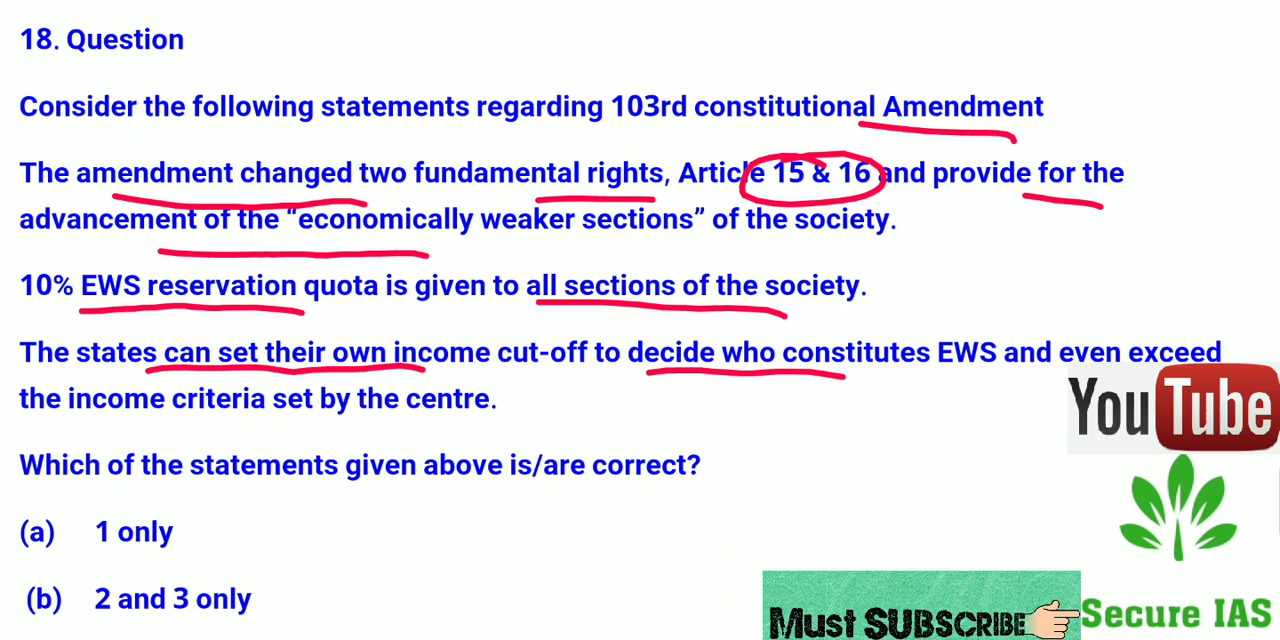 18. Question
Consider the following statements regarding 103rd constitutional Amendment
The amendment changed two fundamental rights, Article 15 & 16 and provide for the
advancement of the “economically weaker sections” of the society.
10% EWS reservation quota is given to all sections of the society.
The states can set their own income cut-off to decide who constitutes EWS and even exceed
the income criteria set by the centre.
You Tube
Which of the statements given above is/are correct?
(a) 1 only
(b) 2 and 3 only
Must SUBSCRIBE
Secure IAS